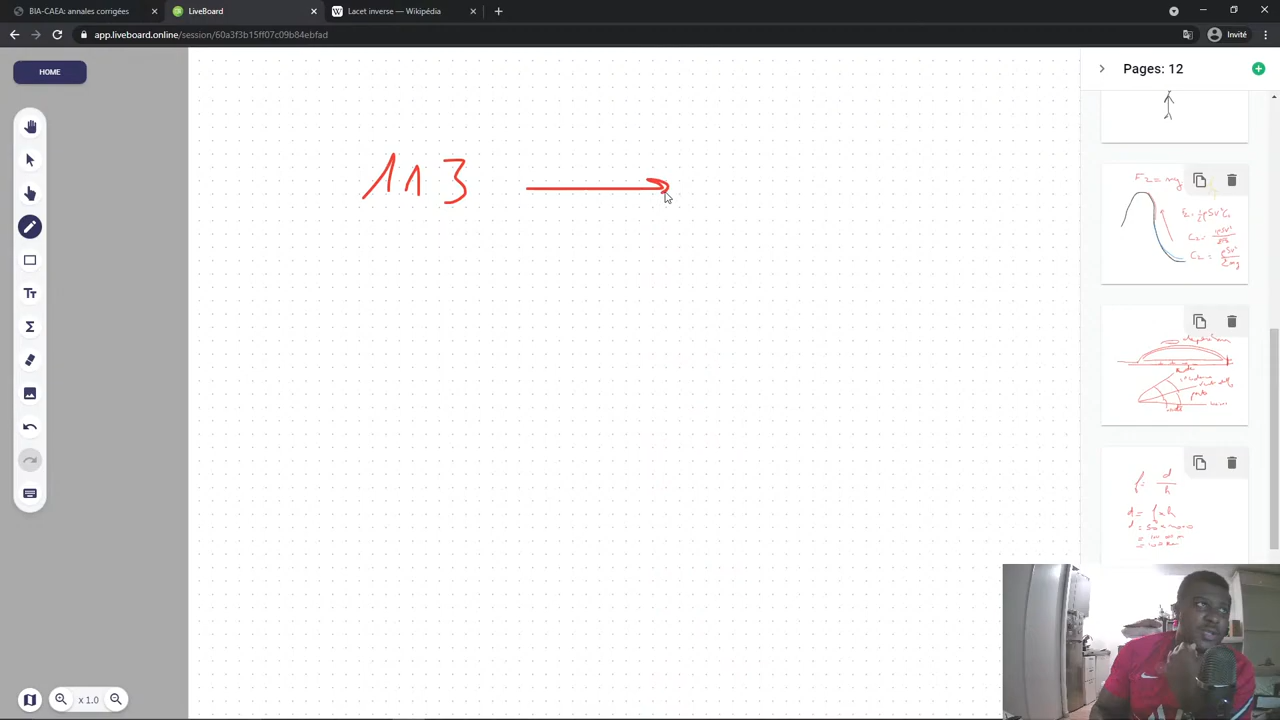 BIA-CAEA: annales corrigées
LiveBoard
Lacet inverse — Wikipédia
app.liveboard.online/session/60a3f3b15ff07c09b84ebfad
Invité
HOME
Pages: 12
113
Tт
Σ
x 1.0
d
h
d = f x h